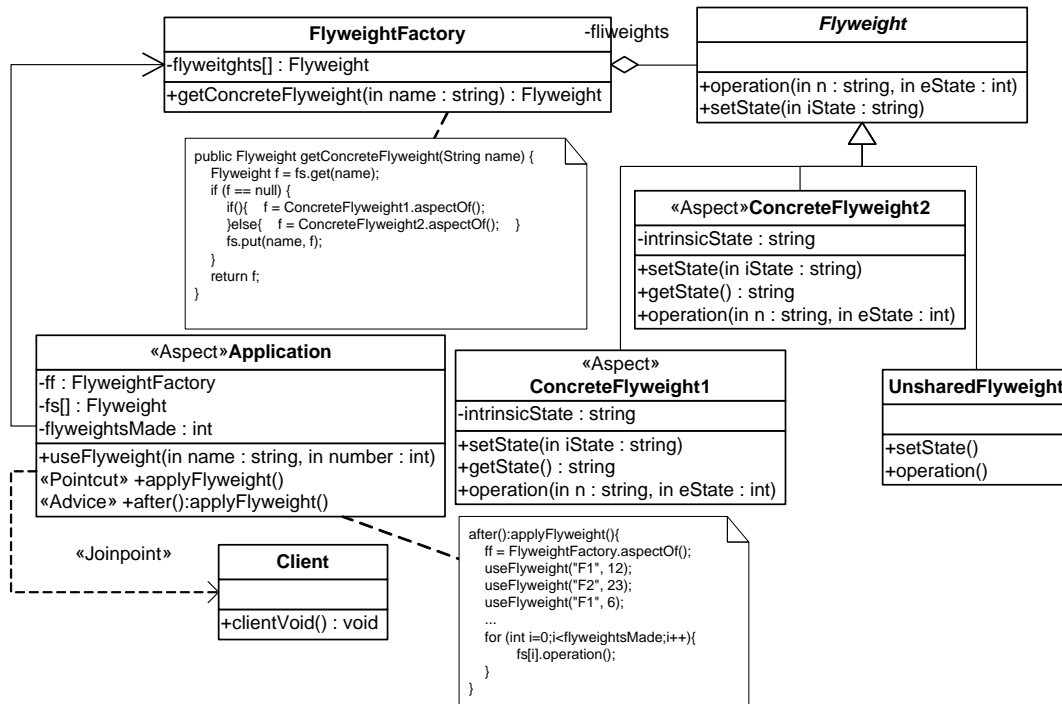 FlyweightFactory
-flyweitghts[] : Flyweight
+getConcreteFlyweight(in name : string) : Flyweight
-fliweights
Flyweight
+operation(in n : string, in eState : int)
+setState(in iState : string)
public Flyweight getConcreteFlyweight(String name) {
Flyweight f = fs.get(name);
if (f == null) {
if(){ f = ConcreteFlyweight1.aspectOf();
}else{ f = ConcreteFlyweight2.aspectOf(); }
fs.put(name, f);
}
return f;
}
«Aspect»ConcreteFlyweight2
-intrinsicState : string
+setState(in iState : string)
+getState() : string
+operation(in n : string, in eState : int)
«Aspect»Application
-ff : FlyweightFactory
-fs[] : Flyweight
-flyweightsMade : int
+useFlyweight(in name : string, in number : int)
«Pointcut» +applyFlyweight()
«Advice» +after():applyFlyweight()
«Aspect»
ConcreteFlyweight1
-intrinsicState : string
+setState(in iState : string)
+getState() : string
+operation(in n : string, in eState : int)
UnsharedFlyweight
+setState()
+operation()
«Joinpoint»
Client
+clientVoid() : void
after():applyFlyweight(){
ff = FlyweightFactory.aspectOf();
useFlyweight("F1", 12);
useFlyweight("F2", 23);
useFlyweight("F1", 6);
...
for (int i=0;i<flyweightsMade;i++){
fs[i].operation();
}
}